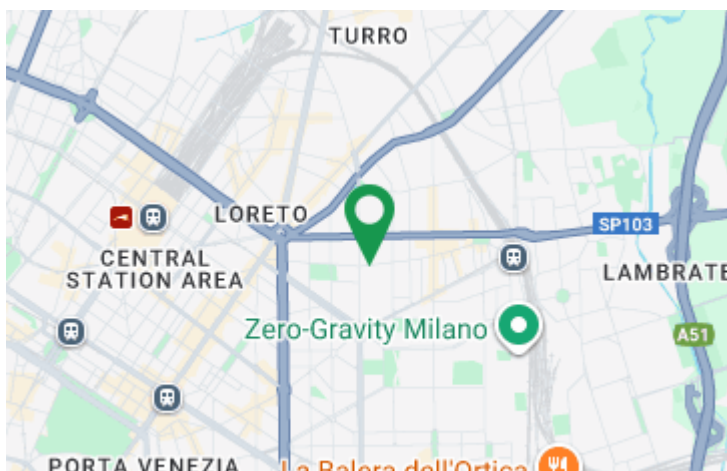 TURRO
LORETO
SP103
CENTRAL
STATION AREA
LAMBRATE
Zero-Gravity Milano
A51
PORTA VENEZIA
La Balera dell'Ortica